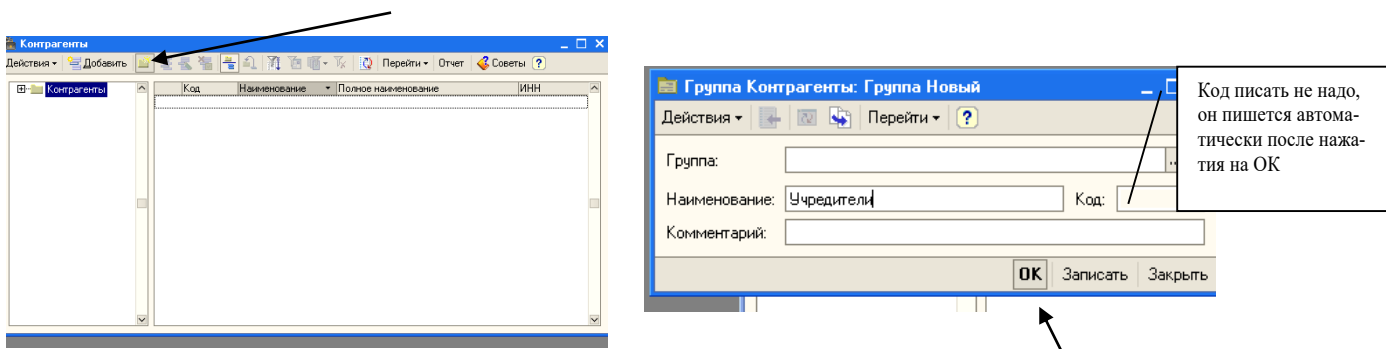 Контрагенты
Действия Добавить Перейти Отчет Советы ?
Контрагенты Код Наименование Полное наименование ИНН
Группа Контрагенты: Группа Новый
Действия Перейти ?
Группа: ...
Наименование: Учредители Код:
Комментарий:
OK Записать Закрыть
Код писать не надо,
он пишется автома-
тически после нажа-
тия на ОК